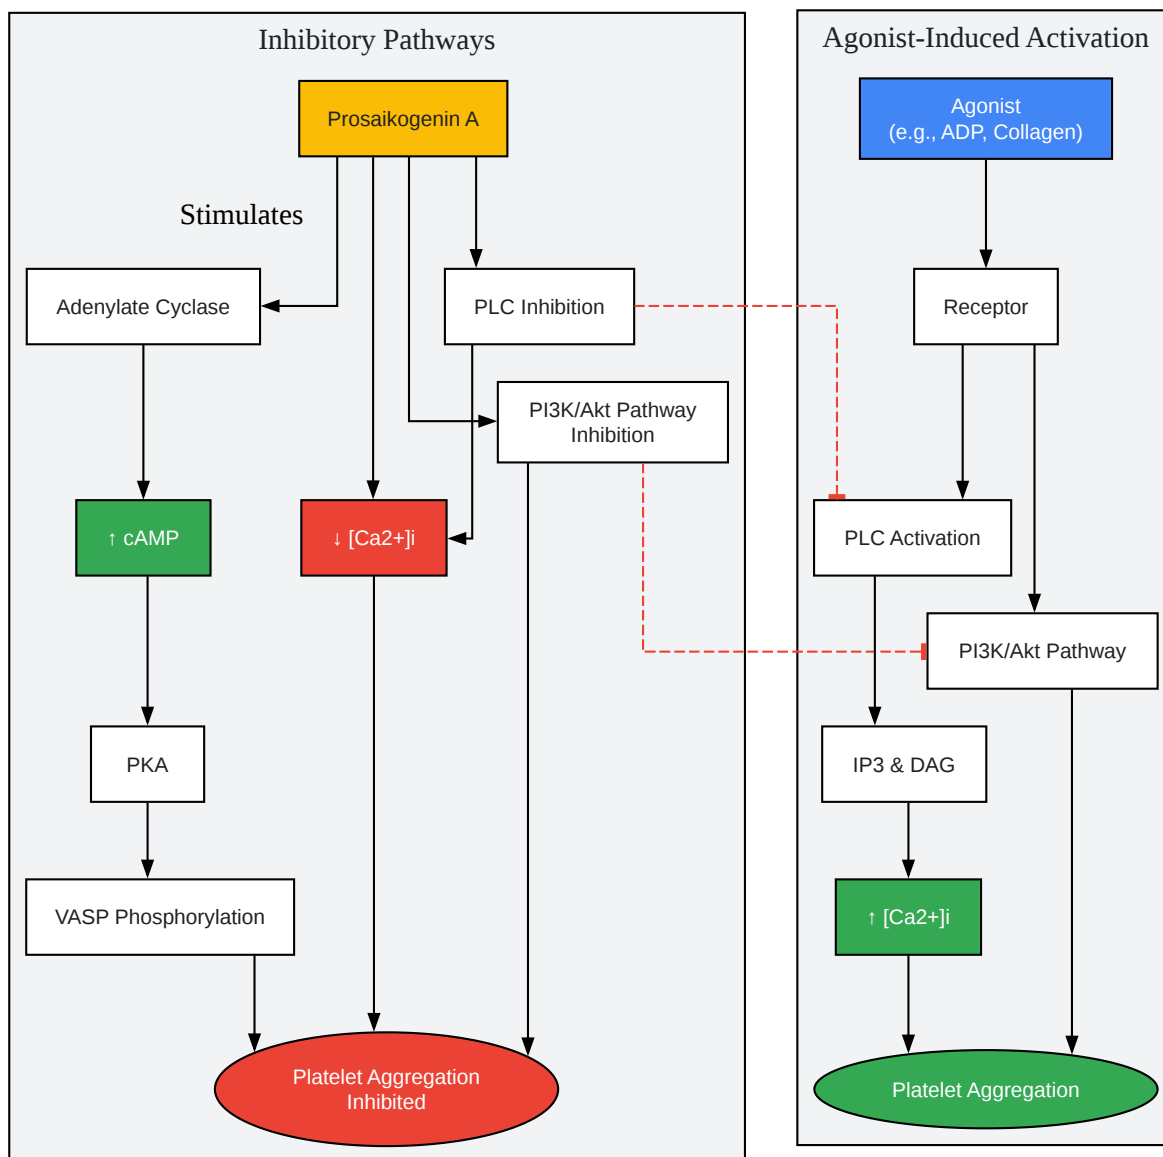 Inhibitory Pathways
Prosaikogenin A
Stimulates
Adenylate Cyclase
PLC Inhibition
PI3K/Akt Pathway
Inhibition
↑ cAMP
↓ [Ca2+]i
PKA
VASP Phosphorylation
Platelet Aggregation
Inhibited
Agonist-Induced Activation
Agonist
(e.g., ADP, Collagen)
Receptor
PLC Activation
PI3K/Akt Pathway
IP3 & DAG
↑ [Ca2+]i
Platelet Aggregation